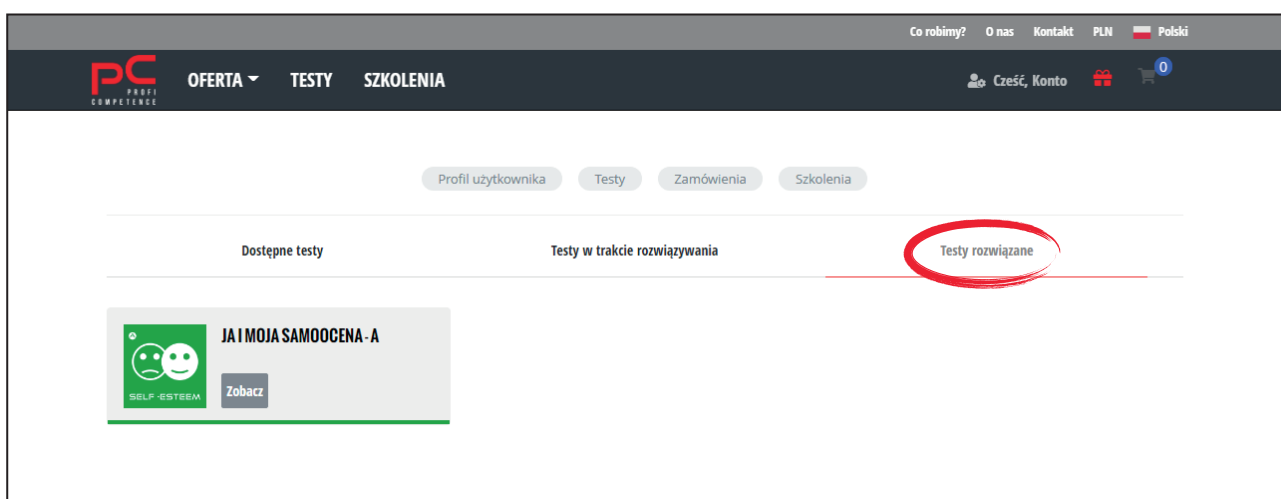 Co robimy? O nas Kontakt PLN Polski
PC
PROFI
COMPETENCE
OFERTA TESTY SZKOLENIA Cześć, Konto 0
Profil użytkownika Testy Zamówienia Szkolenia
Dostępne testy Testy w trakcie rozwiązywania Testy rozwiązane
JA I MOJA SAMOOCENA - A
Zobacz
SELF-ESTEEM